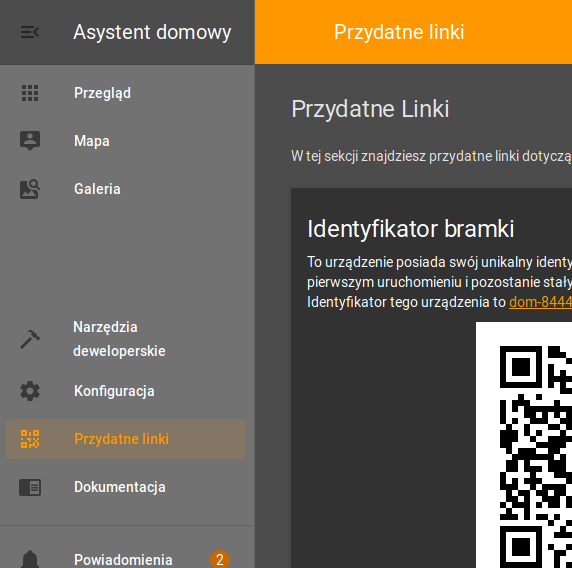 Asystent domowy
Przydatne linki
Przegląd
Mapa
Galeria
Narzędzia
deweloperskie
Konfiguracja
Przydatne linki
Dokumentacja
Powiadomienia
2
Przydatne Linki
W tej sekcji znajdziesz przydatne linki dotyczą
Identyfikator bramki
To urządzenie posiada swój unikalny identy
pierwszym uruchomieniu i pozostanie stały
Identyfikator tego urządzenia to dom-8444